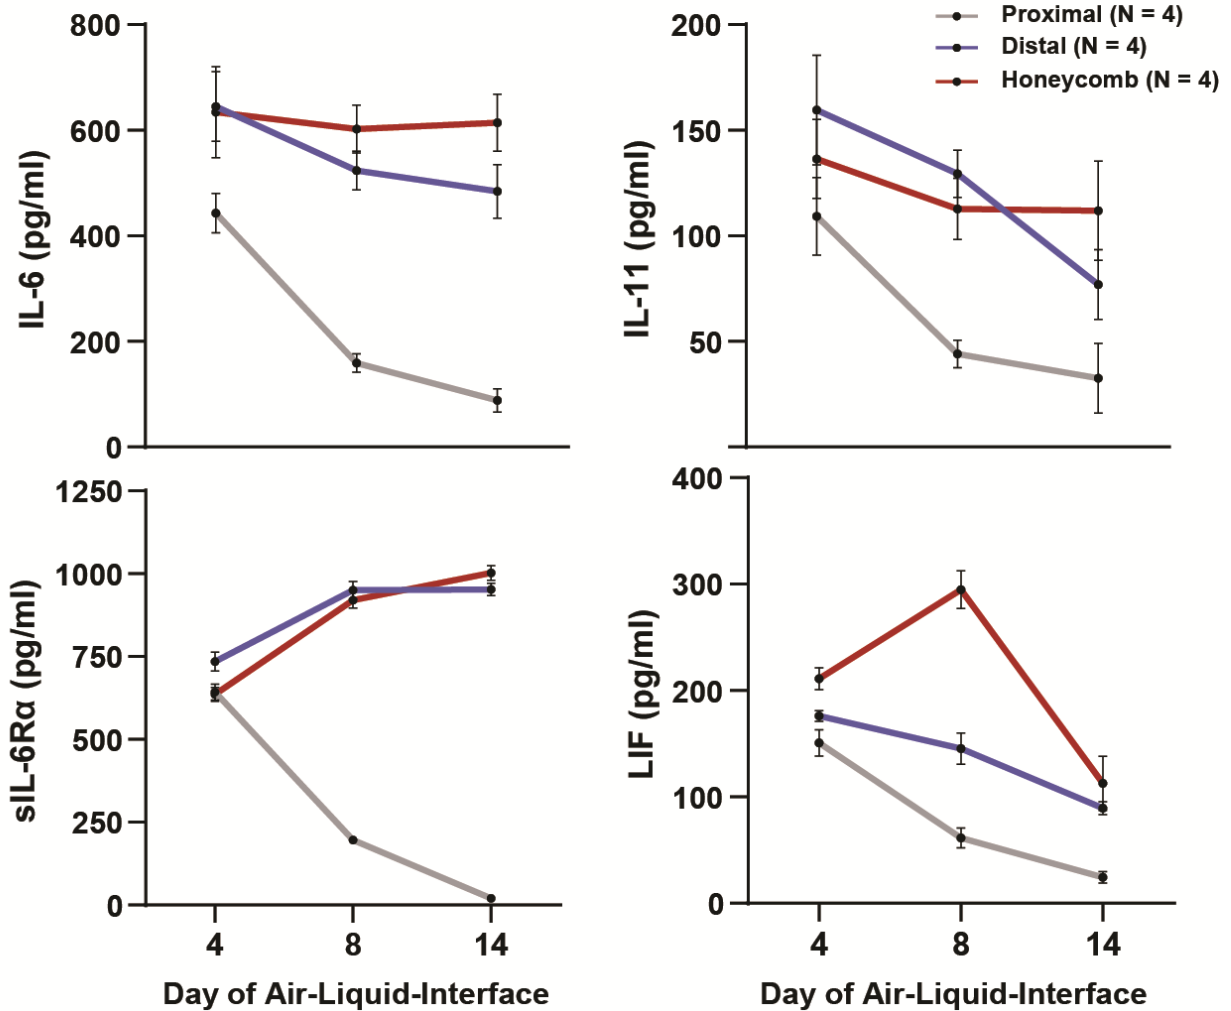 Proximal (N = 4)
Distal (N = 4)
Honeycomb (N = 4)
IL-6 (pg/ml)
800
600
400
200
0
IL-11 (pg/ml)
200
150
100
50
sIL-6Rα (pg/ml)
1250
1000
750
500
250
0
4 8 14
Day of Air-Liquid-Interface
LIF (pg/ml)
400
300
200
100
0
4 8 14
Day of Air-Liquid-Interface